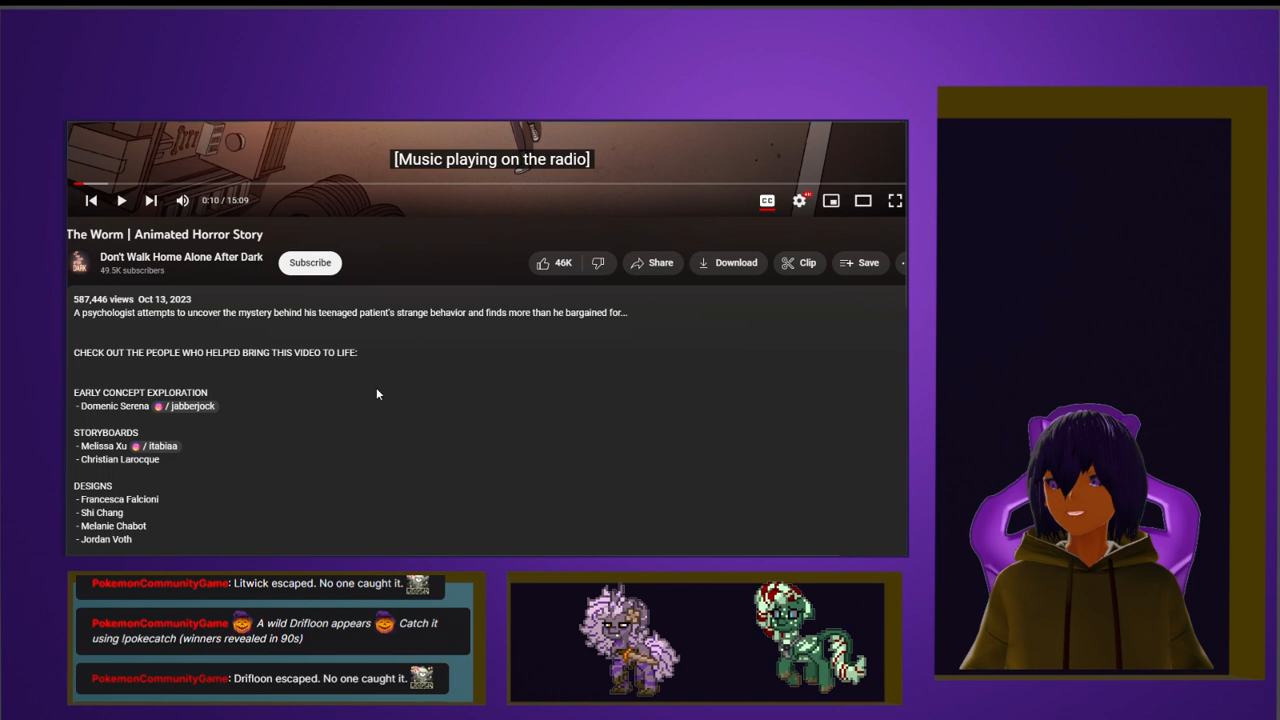 [Music playing on the radio]
0:10 / 15:09
CC
The Worm | Animated Horror Story
Don't Walk Home Alone After Dark
49.5K subscribers
Subscribe
46K
Share
Download
Clip
Save
587,446 views Oct 13, 2023
A psychologist attempts to uncover the mystery behind his teenaged patient's strange behavior and finds more than he bargained for...
CHECK OUT THE PEOPLE WHO HELPED BRING THIS VIDEO TO LIFE:
EARLY CONCEPT EXPLORATION
- Domenic Serena / jabberjock
STORYBOARDS
- Melissa Xu / itabiaa
- Christian Larocque
DESIGNS
- Francesca Falcioni
- Shi Chang
- Melanie Chabot
- Jordan Voth
PokemonCommunityGame: Litwick escaped. No one caught it.
PokemonCommunityGame A wild Drifloon appears Catch it
using !pokecatch (winners revealed in 90s)
PokemonCommunityGame: Drifloon escaped. No one caught it.